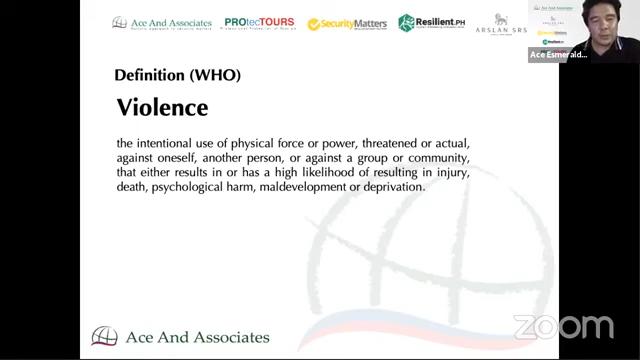 Ace And Associates
PROtecTOURS
SecurityMatters
Resilient.PH
ARSLAN SRS
Ace Esmerald...
Definition (WHO)
Violence
the intentional use of physical force or power, threatened or actual,
against oneself, another person, or against a group or community,
that either results in or has a high likelihood of resulting in injury,
death, psychological harm, maldevelopment or deprivation.
Ace And Associates
zoom